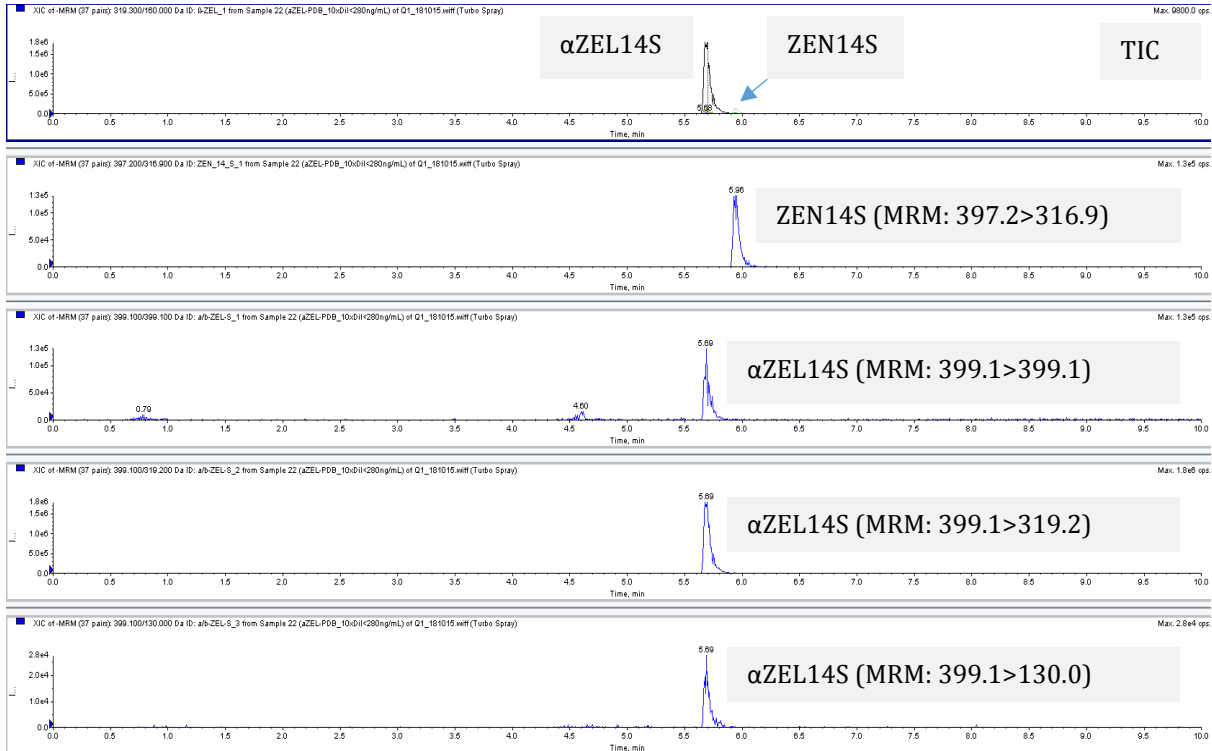 XIC of -MRM (37 pairs): 319.300/160.000 Da ID: ß-ZEL_1 from Sample 22 (aZEL-PDB_10xDil<280ng/mL) of Q1_181015.wiff (Turbo Spray)
Max. 9800.0 cps.
αZEL14S
ZEN14S
TIC
1.8e6
1.5e6
1.0e6
5.0e5
0.0
5.68
0.0 0.5 1.0 1.5 2.0 2.5 3.0 3.5 4.0 4.5 5.0 5.5 6.0 6.5 7.0 7.5 8.0 8.5 9.0 9.5 10.0
Time, min
XIC of -MRM (37 pairs): 397.200/316.900 Da ID: ZEN_14_S_1 from Sample 22 (aZEL-PDB_10xDil<280ng/mL) of Q1_181015.wiff (Turbo Spray)
Max. 1.3e5 cps.
5.96
ZEN14S (MRM: 397.2>316.9)
1.3e5
1.0e5
5.0e4
0.0
0.0 0.5 1.0 1.5 2.0 2.5 3.0 3.5 4.0 4.5 5.0 5.5 6.0 6.5 7.0 7.5 8.0 8.5 9.0 9.5 10.0
Time, min
XIC of -MRM (37 pairs): 399.100/399.100 Da ID: a/b-ZEL-S_1 from Sample 22 (aZEL-PDB_10xDil<280ng/mL) of Q1_181015.wiff (Turbo Spray)
Max. 1.3e5 cps.
5.69
αZEL14S (MRM: 399.1>399.1)
1.3e5
1.0e5
5.0e4
0.0
0.79
4.60
0.0 0.5 1.0 1.5 2.0 2.5 3.0 3.5 4.0 4.5 5.0 5.5 6.0 6.5 7.0 7.5 8.0 8.5 9.0 9.5 10.0
Time, min
XIC of -MRM (37 pairs): 399.100/319.200 Da ID: a/b-ZEL-S_2 from Sample 22 (aZEL-PDB_10xDil<280ng/mL) of Q1_181015.wiff (Turbo Spray)
Max. 1.8e6 cps.
5.69
αZEL14S (MRM: 399.1>319.2)
1.8e6
1.5e6
1.0e6
5.0e5
0.0
0.0 0.5 1.0 1.5 2.0 2.5 3.0 3.5 4.0 4.5 5.0 5.5 6.0 6.5 7.0 7.5 8.0 8.5 9.0 9.5 10.0
Time, min
XIC of -MRM (37 pairs): 399.100/130.000 Da ID: a/b-ZEL-S_3 from Sample 22 (aZEL-PDB_10xDil<280ng/mL) of Q1_181015.wiff (Turbo Spray)
Max. 2.8e4 cps.
5.69
αZEL14S (MRM: 399.1>130.0)
2.8e4
2.0e4
1.0e4
0.0
0.0 0.5 1.0 1.5 2.0 2.5 3.0 3.5 4.0 4.5 5.0 5.5 6.0 6.5 7.0 7.5 8.0 8.5 9.0 9.5 10.0
Time, min